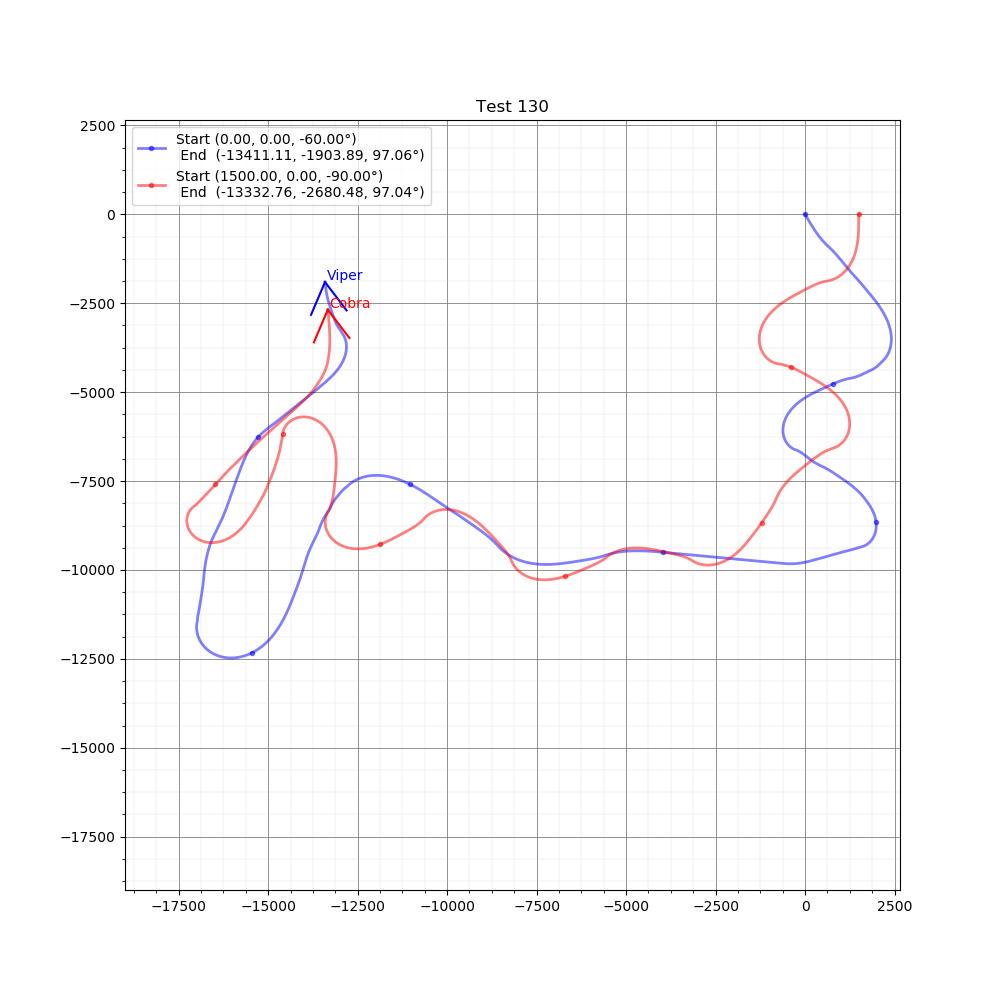 Test 130
Start (0.00, 0.00, -60.00°)
End (-13411.11, -1903.89, 97.06°)
Start (1500.00, 0.00, -90.00°)
End (-13332.76, -2680.48, 97.04°)
2500
0
−2500
−5000
−7500
−10000
−12500
−15000
−17500
Viper
Cobra
−17500 −15000 −12500 −10000 −7500 −5000 −2500 0 2500